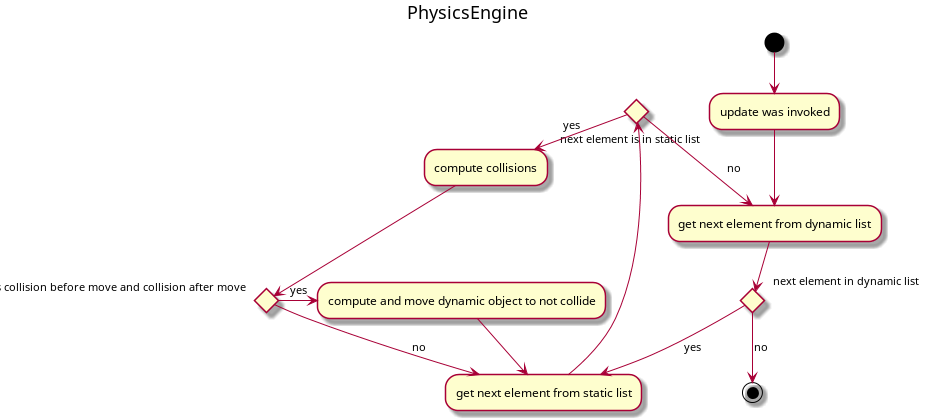 PhysicsEngine
update was invoked
yes
next element is in static list
compute collisions
no
get next element from dynamic list
next element in dynamic list
collision before move and collision after move
yes
compute and move dynamic object to not collide
no
yes
no
get next element from static list